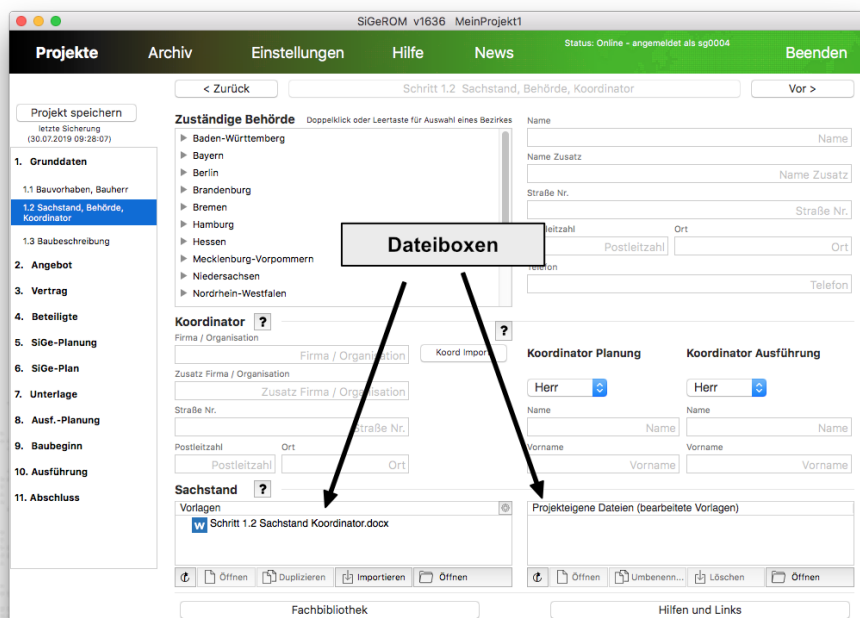 SiGeROM v1636 MeinProjekt1
Projekte Archiv Einstellungen Hilfe News Status: Online - angemeldet als sg0004 Beenden
< Zurück Schritt 1.2 Sachstand, Behörde, Koordinator Vor >
Projekt speichern
letzte Sicherung
(30.07.2019 09:28:07)
1. Grunddaten
1.1 Bauvorhaben, Bauherr
1.2 Sachstand, Behörde,
Koordinator
1.3 Baubeschreibung
2. Angebot
3. Vertrag
4. Beteiligte
5. SiGe-Planung
6. SiGe-Plan
7. Unterlage
8. Ausf.-Planung
9. Baubeginn
10. Ausführung
11. Abschluss
Zuständige Behörde Doppelklick oder Leertaste für Auswahl eines Bezirkes
Baden-Württemberg
Bayern
Berlin
Brandenburg
Bremen
Hamburg
Hessen
Mecklenburg-Vorpommern
Niedersachsen
Nordrhein-Westfalen
Name
Name
Name Zusatz
Name Zusatz
Straße Nr.
Straße Nr.
leitzahl Ort
Postleitzahl Ort
Telefon
Telefon
Dateiboxen
Koordinator ?
?
Firma / Organisation
Firma / Organisation Koord Import
Zusatz Firma / Organisation
Zusatz Firma / Organisation
Straße Nr.
Straße Nr.
Postleitzahl Ort
Postleitzahl Ort
Koordinator Planung Koordinator Ausführung
Herr Herr
Name Name
Name Name
Vorname Vorname
Vorname Vorname
Sachstand ?
Vorlagen
W Schritt 1.2 Sachstand Koordinator.docx
Öffnen Duplizieren Importieren Öffnen
Projekteigene Dateien (bearbeitete Vorlagen)
Öffnen Umbenenn... Löschen Öffnen
Fachbibliothek Hilfen und Links